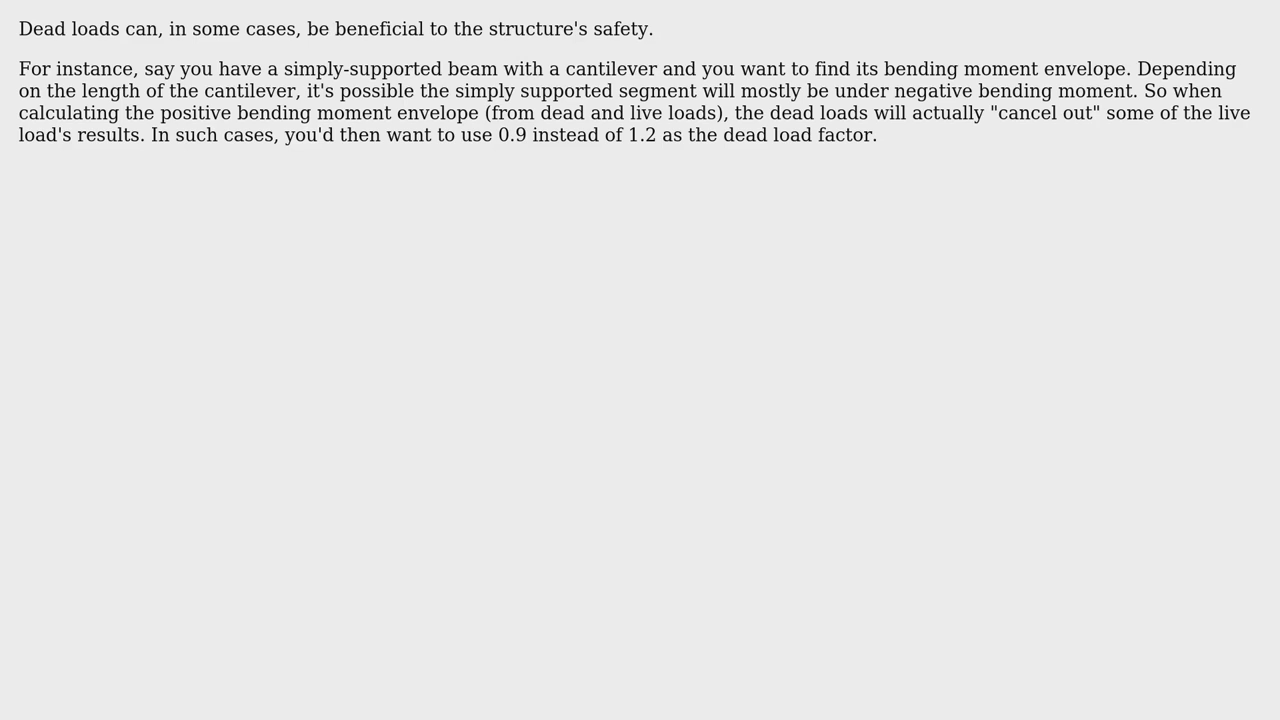 Dead loads can, in some cases, be beneficial to the structure's safety.
For instance, say you have a simply-supported beam with a cantilever and you want to find its bending moment envelope. Depending
on the length of the cantilever, it's possible the simply supported segment will mostly be under negative bending moment. So when
calculating the positive bending moment envelope (from dead and live loads), the dead loads will actually "cancel out" some of the live
load's results. In such cases, you'd then want to use 0.9 instead of 1.2 as the dead load factor.